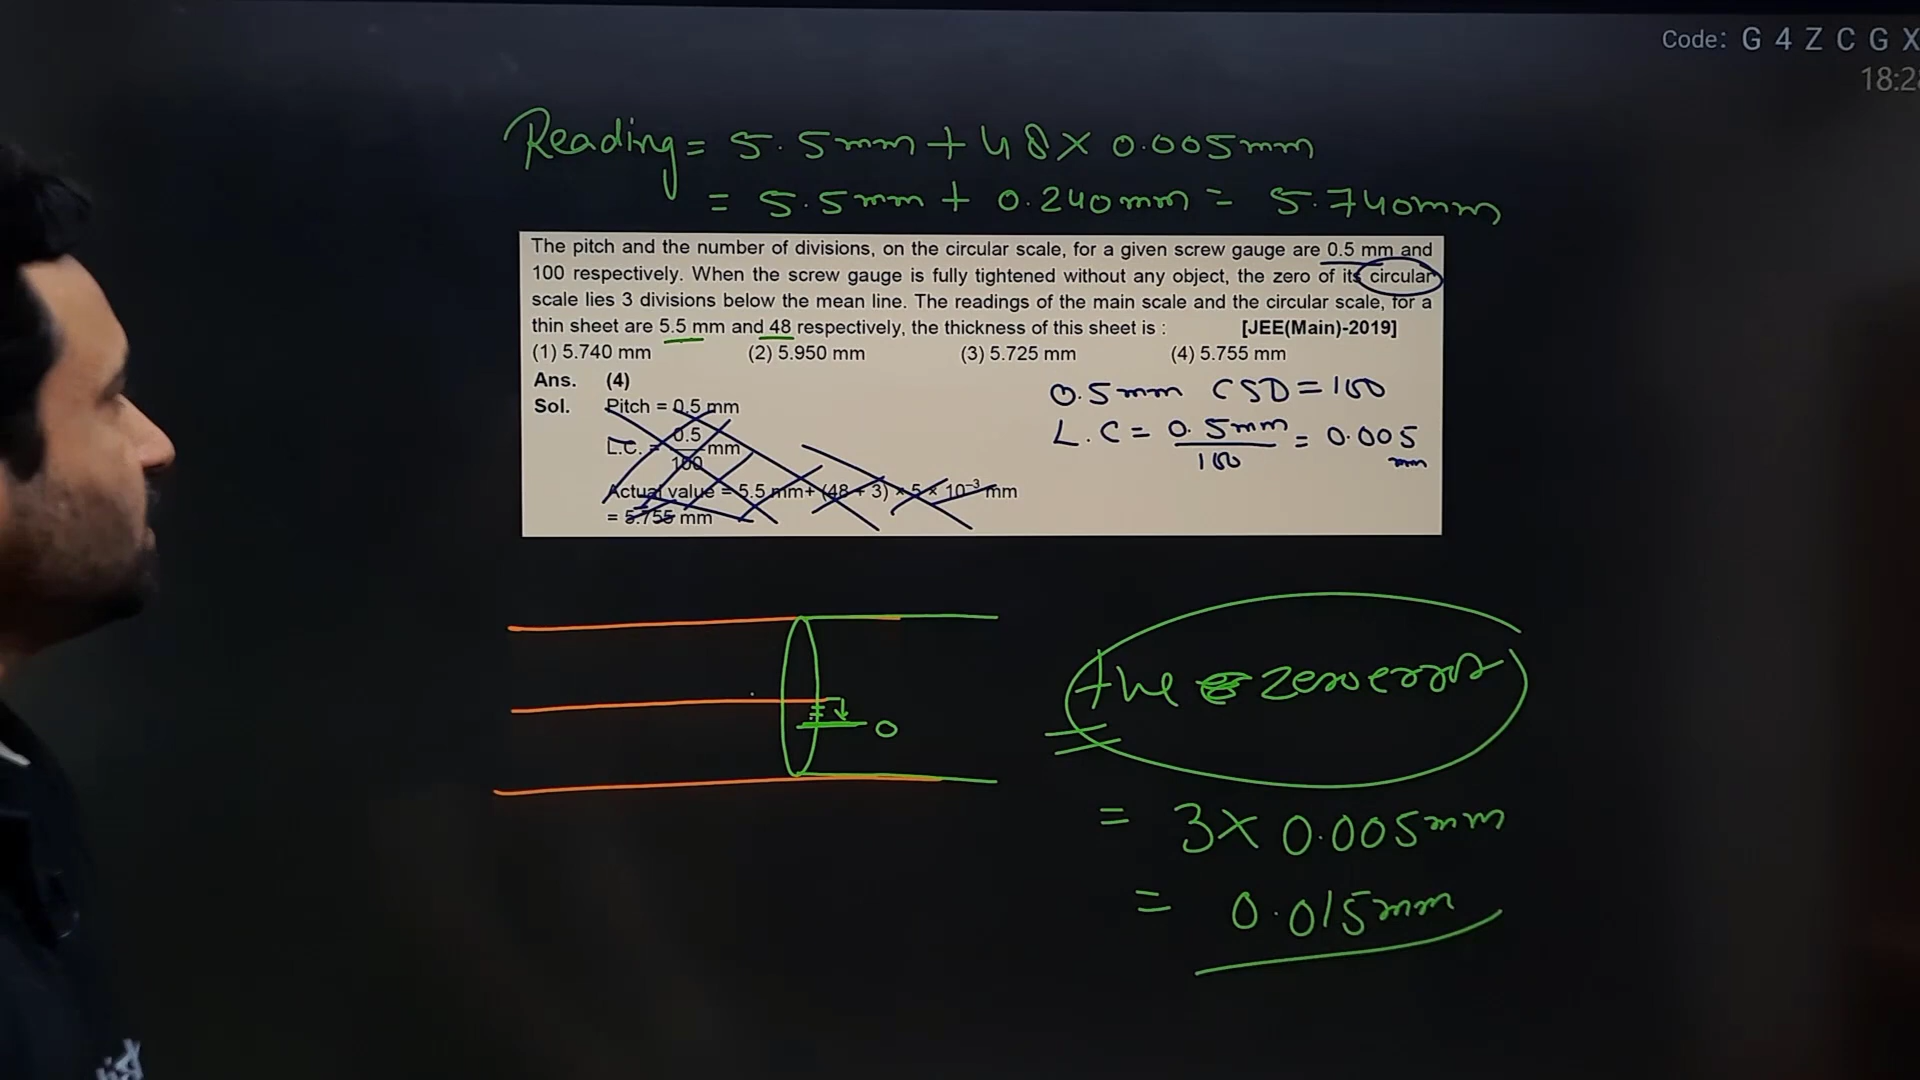 Code: G 4 Z C G X
18:28
Reading = 5.5mm + 48 × 0.005mm
= 5.5mm + 0.240mm = 5.740mm
The pitch and the number of divisions, on the circular scale, for a given screw gauge are 0.5 mm and
100 respectively. When the screw gauge is fully tightened without any object, the zero of its circular
scale lies 3 divisions below the mean line. The readings of the main scale and the circular scale, for a
thin sheet are 5.5 mm and 48 respectively, the thickness of this sheet is : [JEE(Main)-2019]
(1) 5.740 mm (2) 5.950 mm (3) 5.725 mm (4) 5.755 mm
Ans. (4)
Sol. Pitch = 0.5 mm
L.C. = 0.5/100 mm
Actual value = 5.5 mm+ (48 + 3) × 5 × 10⁻³ mm
= 5.755 mm
0.5mm CSD = 100
L.C = 0.5mm/100 = 0.005 mm
0
+ve zero error
= 3 × 0.005mm
= 0.015mm